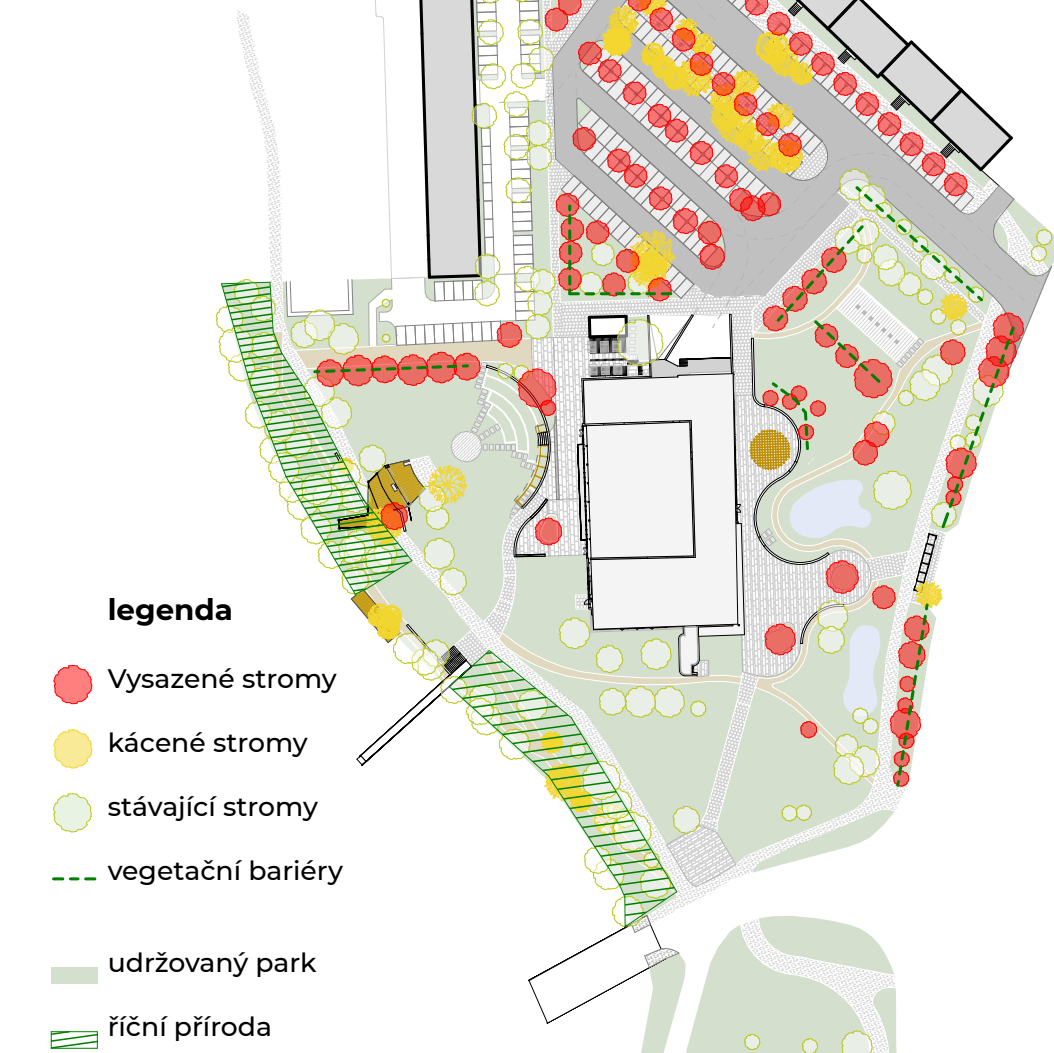 legenda
Vysazené stromy
kácené stromy
stávající stromy
vegetační bariéry
udržovaný park
říční příroda